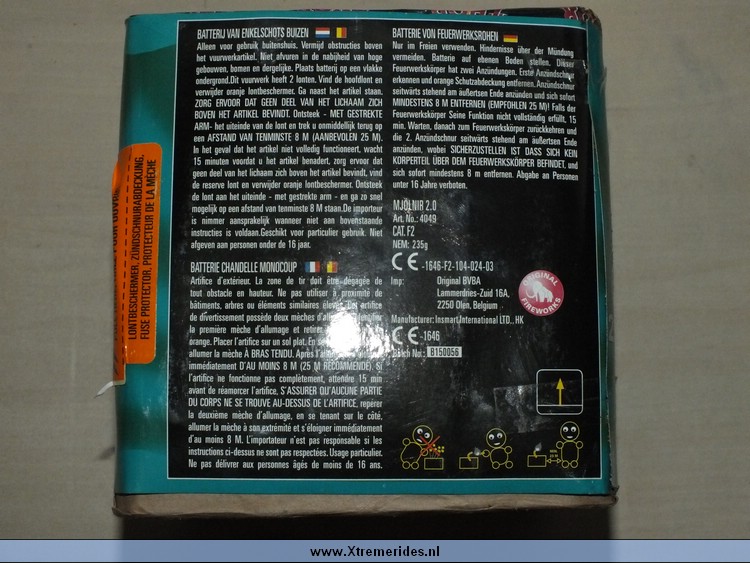 BATTERIJ VAN ENKELSCHOTS BUIZEN
Alleen voor gebruik buitenshuis. Vermijd obstructies boven
het vuurwerkartikel. Niet afvuren in de nabijheid van hoge
gebouwen, bomen en dergelijke. Plaats batterij op een vlakke
ondergrond.Dit vuurwerk heeft 2 lonten. Vind de hoofdlont en
verwijder oranje lontbeschermer. Ga naast het artikel staan.
ZORG ERVOOR DAT GEEN DEEL VAN HET LICHAAM ZICH
BOVEN HET ARTIKEL BEVINDT. Ontsteek - MET GESTREKTE
ARM- het uiteinde van de lont en trek u onmiddellijk terug op
een AFSTAND VAN TENMINSTE 8 M (AANBEVOLEN 25 M).
In het geval dat het artikel niet volledig functioneert, wacht
15 minuten voordat u het artikel benadert, zorg ervoor dat
geen deel van het lichaam zich boven het artikel bevindt, vind
de reserve lont en verwijder oranje lontbeschermer. Ontsteek
de lont aan het uiteinde - met gestrekte arm - en ga zo snel
mogelijk op een afstand van tenminste 8 M staan.De importeur
is nimmer aansprakelijk wanneer niet aan bovenstaande
instructies is voldaan.Geschikt voor particulier gebruik. Niet
afgeven aan personen onder de 16 jaar.
BATTERIE CHANDELLE MONOCOUP
Artifice d'extérieur. La zone de tir doit être dégagée de
tout obstacle en hauteur. Ne pas utiliser à proximité de
bâtiments, arbres ou éléments similaires élevés. Cet artifice
de divertissement possède deux mèches d'allumage. Identifier
la première mèche d'allumage et retirer
orange. Placer l'artifice sur un sol plat. En se
allumer la mèche À BRAS TENDU. Après l'allumage
immédiatement D'AU MOINS 8 M (25 M RECOMMENDÉ). Si
l'artifice ne fonctionne pas complètement, attendre 15 min
avant de réamorcer l'artifice, S'ASSURER QU'AUCUNE PARTIE
DU CORPS NE SE TROUVE AU-DESSUS DE L'ARTIFICE, repérer
la deuxième mèche d'allumage, en se tenant sur le côté,
allumer la mèche à son extrémité et s'éloigner immédiatement
d'au moins 8 M. L'importateur n'est pas responsable si les
instructions ci-dessus ne sont pas respectées. Usage particulier.
Ne pas délivrer aux personnes âgés de moins de 16 ans.
BATTERIE VON FEUERWERKSROHEN
Nur im Freien verwenden. Hindernisse über der Mündung
vermeiden. Batterie auf ebenen Boden stellen. Dieser
Feuerwerkskörper hat zwei Anzündungen. Erste Anzündschnur
erkennen und orange Schutzabdeckung entfernen. Anzündschnur
seitwärts stehend am äußertsen Ende anzünden und sich sofort
MINDESTENS 8 M ENTFERNEN (EMPFOHLEN 25 M)! Falls der
Feuerwerkskörper Seine Funktion nicht vollständig erfüllt, 15
min. Warten, danach zum Feuerwerkskörper zurückkehren und
die 2. Anzündschnur seitwärts stehend am äußertsen Ende
anzünden, wobei SICHERZUSTELLEN IST DASS SICH KEIN
KÖRPERTEIL ÜBER DEM FEUERWERKSKÖRPER BEFINDET, und
sich sofort mindestens 8 m entfernen. Abgabe an Personen
unter 16 Jahre verboten.
MJÖLNIR 2.0
Art. No.: 4049
CAT. F2
NEM: 235g
CE -1646-F2-104-024-03
Imp: Original BVBA
Lammerdries-Zuid 16A,
2250 Olen, Belgium
Manufacturer: Insmart International LTD., HK
CE -1646
Batch No.: B150056
ORIGINAL
FIREWORKS
LONTBESCHERMER, ZÜNDSCHNURABDECKUNG,
FUSE PROTECTOR, PROTECTEUR DE LA MÈCHE
www.Xtremerides.nl